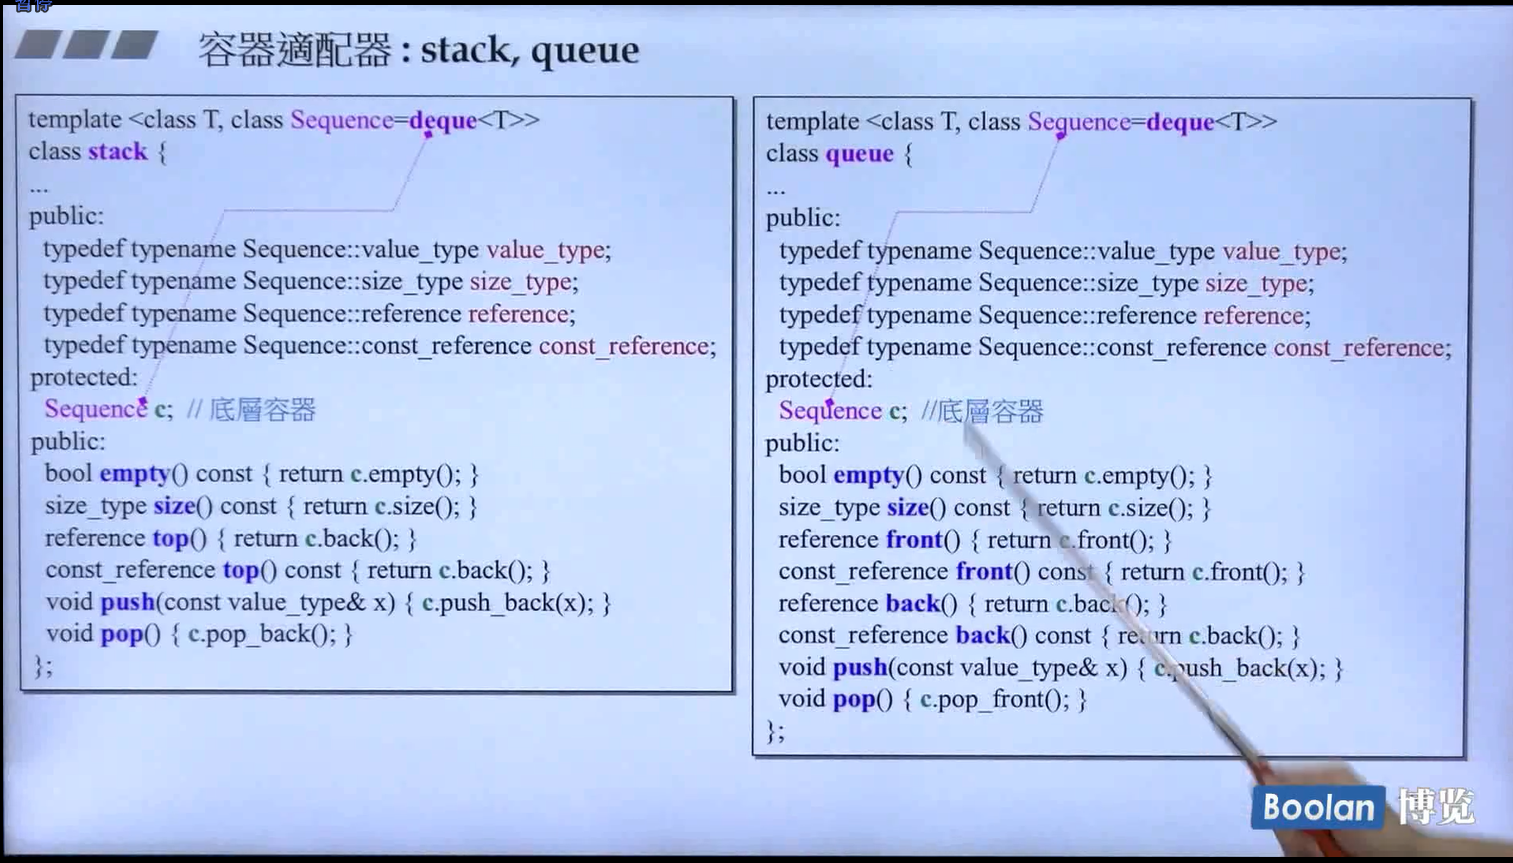 暂停
容器適配器 : stack, queue
template <class T, class Sequence=deque<T>>
class stack {
...
public:
typedef typename Sequence::value_type value_type;
typedef typename Sequence::size_type size_type;
typedef typename Sequence::reference reference;
typedef typename Sequence::const_reference const_reference;
protected:
Sequence c; // 底層容器
public:
bool empty() const { return c.empty(); }
size_type size() const { return c.size(); }
reference top() { return c.back(); }
const_reference top() const { return c.back(); }
void push(const value_type& x) { c.push_back(x); }
void pop() { c.pop_back(); }
};
template <class T, class Sequence=deque<T>>
class queue {
...
public:
typedef typename Sequence::value_type value_type;
typedef typename Sequence::size_type size_type;
typedef typename Sequence::reference reference;
typedef typename Sequence::const_reference const_reference;
protected:
Sequence c; //底層容器
public:
bool empty() const { return c.empty(); }
size_type size() const { return c.size(); }
reference front() { return c.front(); }
const_reference front() const { return c.front(); }
reference back() { return c.back(); }
const_reference back() const { return c.back(); }
void push(const value_type& x) { c.push_back(x); }
void pop() { c.pop_front(); }
};
Boolan 博览